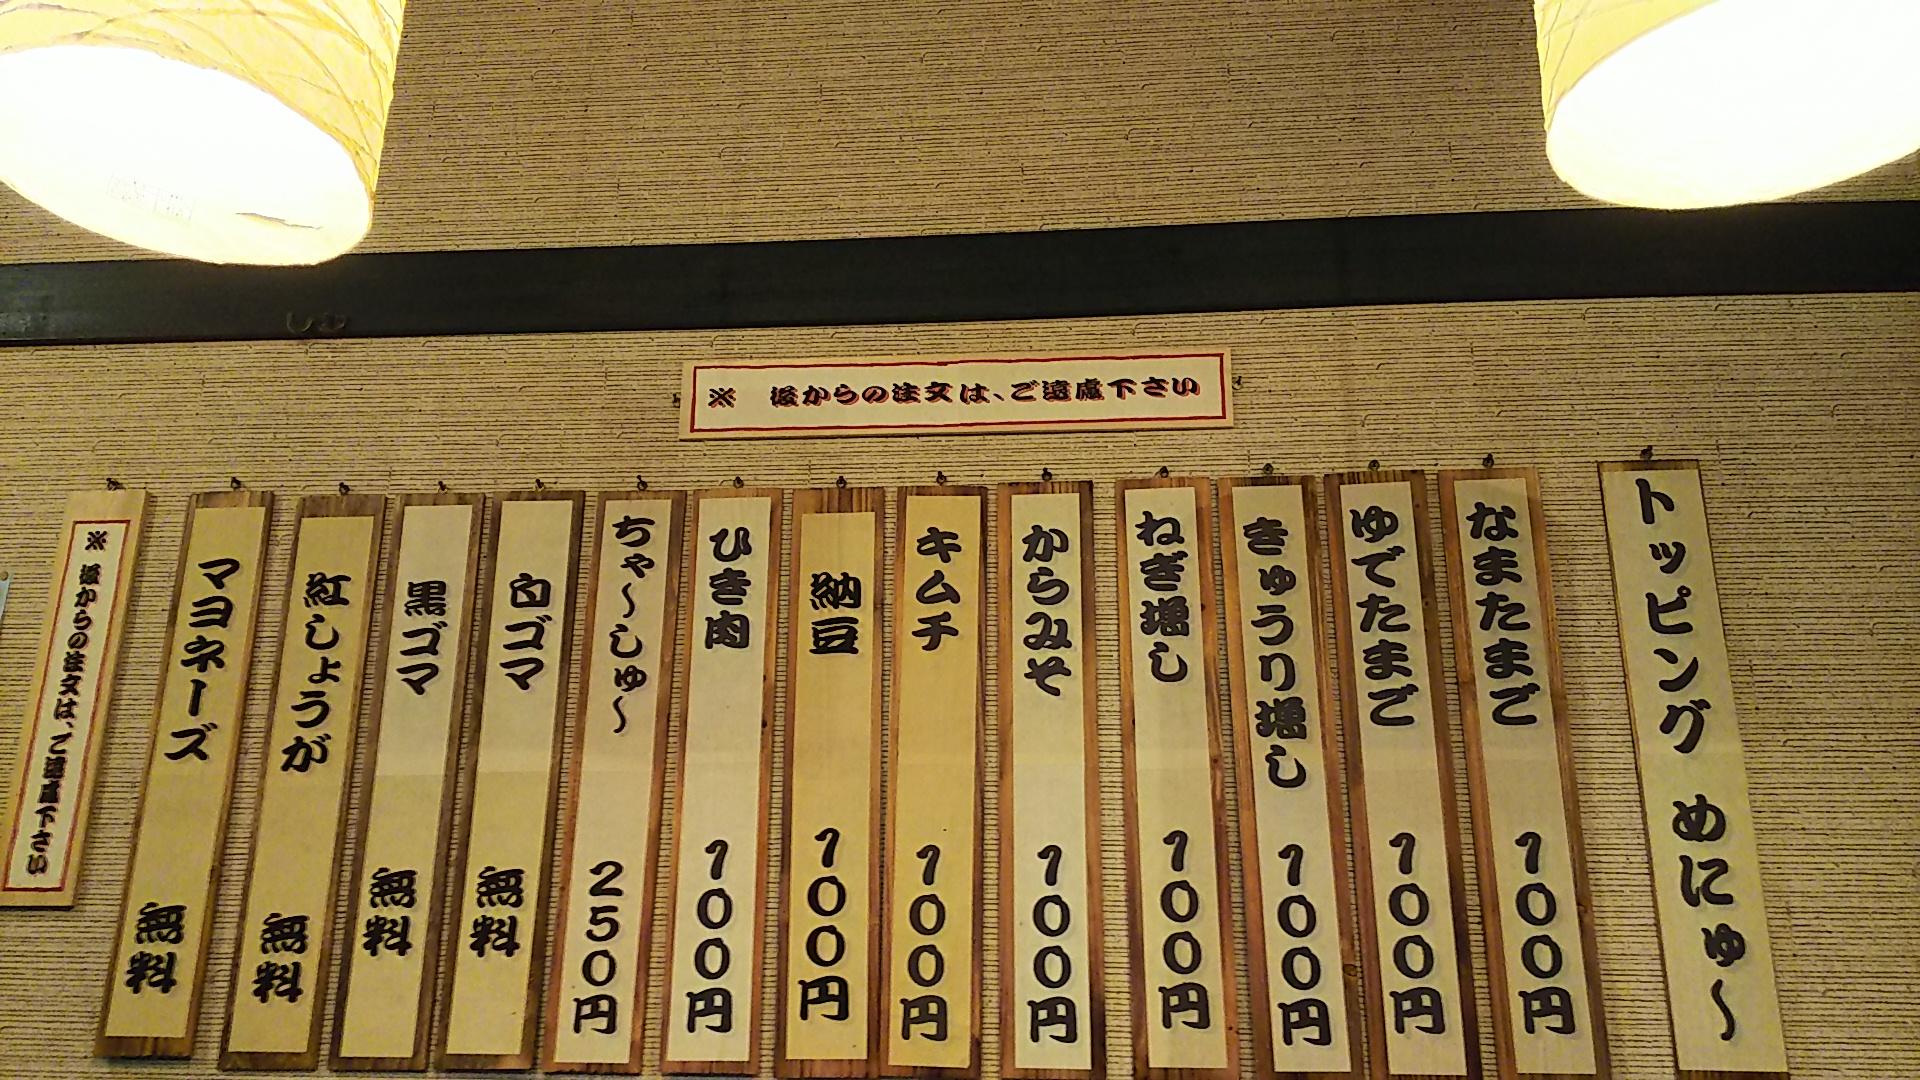 ※ 後からの注文は、ご遠慮下さい
トッピング めにゅ〜
なまたまご 100円
ゆでたまご 100円
きゅうり増し 100円
ねぎ増し 100円
からみそ 100円
キムチ 100円
納豆 100円
ひき肉 100円
ちゃ〜しゅ〜 250円
白ゴマ 無料
黒ゴマ 無料
紅しょうが 無料
マヨネーズ 無料
※ 後からの注文は、ご遠慮下さい